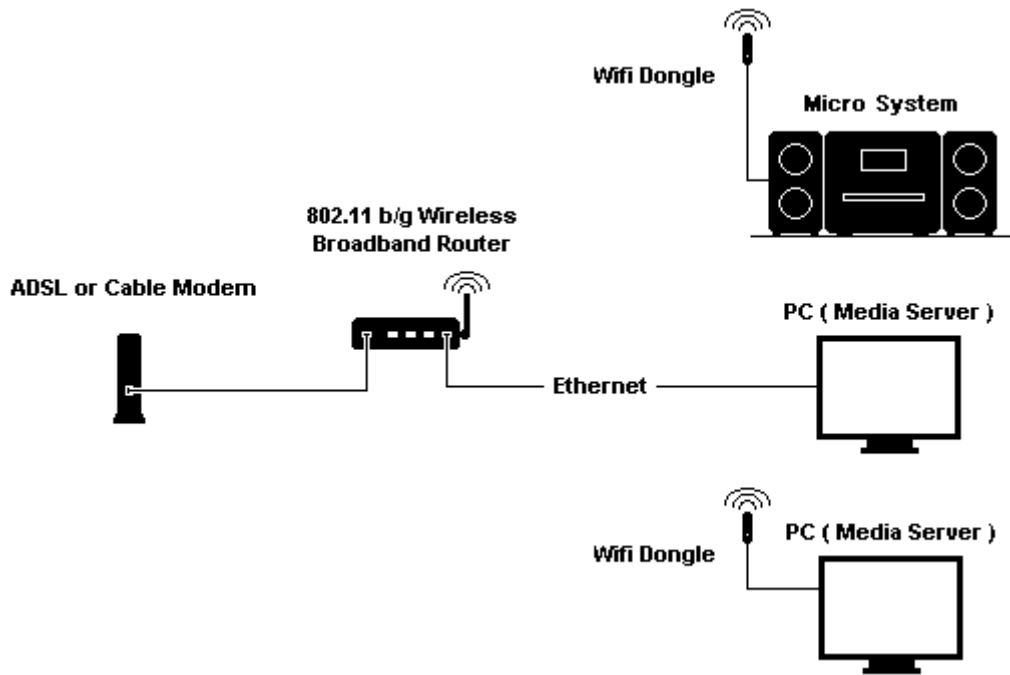 Wifi Dongle
Micro System
802.11 b/g Wireless
Broadband Router
ADSL or Cable Modem
PC ( Media Server )
Ethernet
PC ( Media Server )
Wifi Dongle